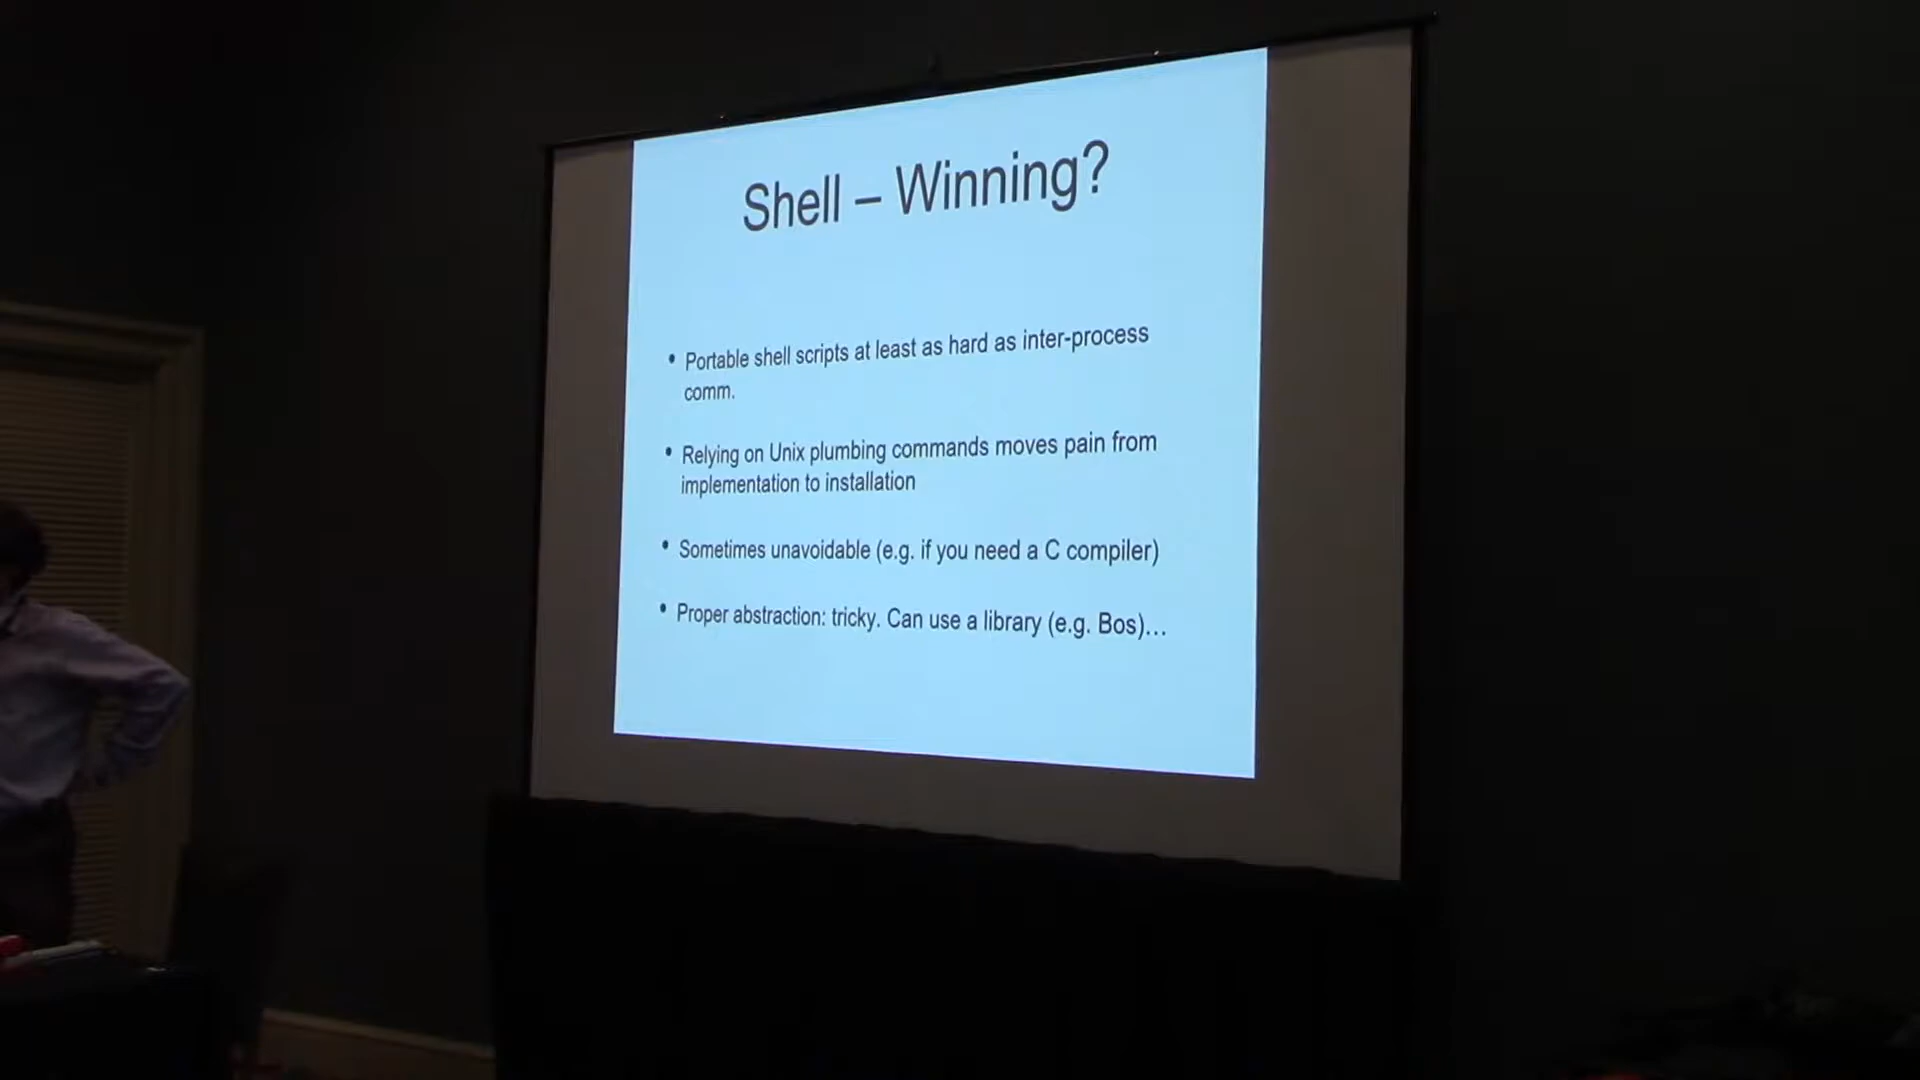 Shell – Winning?
• Portable shell scripts at least as hard as inter-process
comm.
• Relying on Unix plumbing commands moves pain from
implementation to installation
• Sometimes unavoidable (e.g. if you need a C compiler)
• Proper abstraction: tricky. Can use a library (e.g. Bos)…